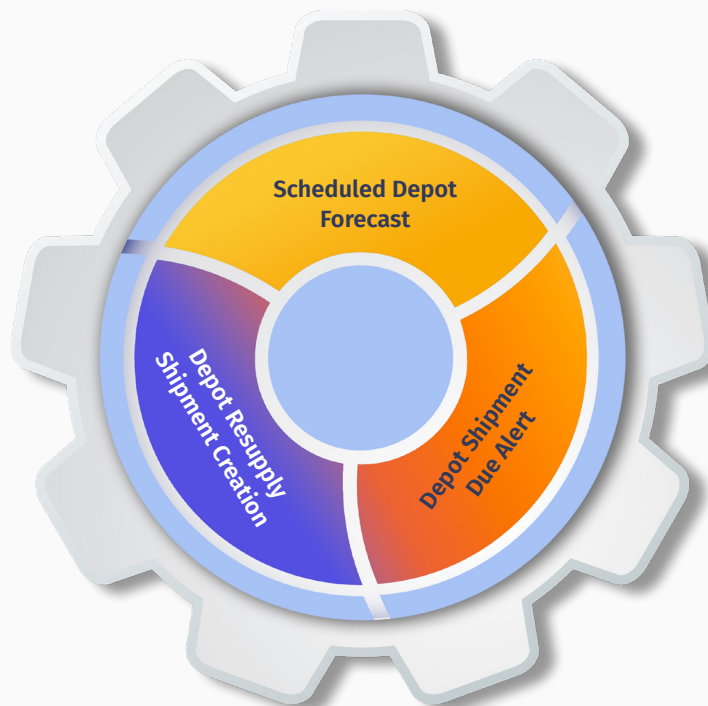 Scheduled Depot
Forecast
Depot Shipment
Due Alert
Depot Resupply
Shipment Creation